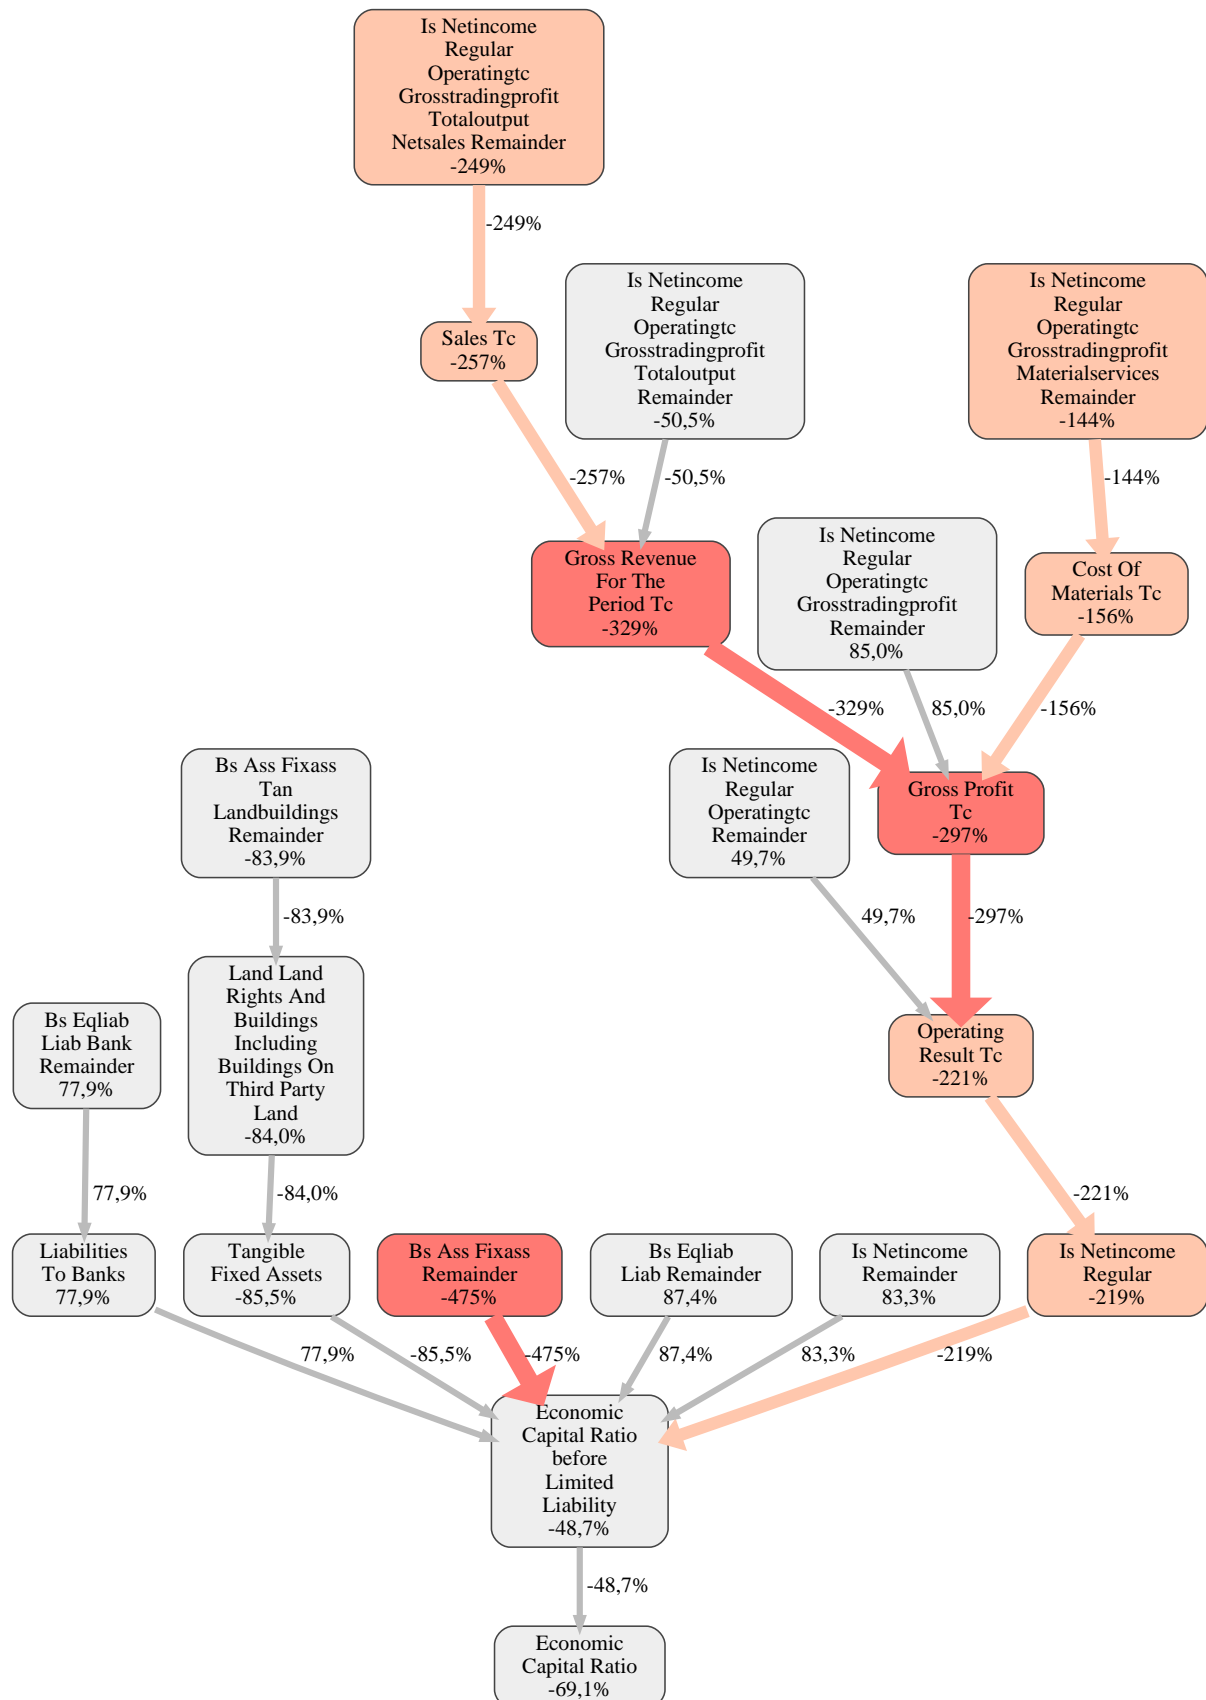 Is Netincome
Regular
Operatingtc
Grosstradingprofit
Totaloutput
Netsales Remainder
-249%
-249%
Is Netincome
Regular
Operatingtc
Grosstradingprofit
Totaloutput
Remainder
-50,5%
Is Netincome
Regular
Operatingtc
Grosstradingprofit
Materialservices
Remainder
-144%
Sales Tc
-257%
-257%
-50,5%
-144%
Gross Revenue
For The
Period Tc
-329%
Is Netincome
Regular
Operatingtc
Grosstradingprofit
Remainder
85,0%
Cost Of
Materials Tc
-156%
-329%
85,0%
-156%
Bs Ass Fixass
Tan
Landbuildings
Remainder
-83,9%
Is Netincome
Regular
Operatingtc
Remainder
49,7%
Gross Profit
Tc
-297%
-83,9%
49,7%
-297%
Bs Eqliab
Liab Bank
Remainder
77,9%
Land Land
Rights And
Buildings
Including
Buildings On
Third Party
Land
-84,0%
Operating
Result Tc
-221%
77,9%
-84,0%
-221%
Liabilities
To Banks
77,9%
Tangible
Fixed Assets
-85,5%
Bs Ass Fixass
Remainder
-475%
Bs Eqliab
Liab Remainder
87,4%
Is Netincome
Remainder
83,3%
Is Netincome
Regular
-219%
77,9%
-85,5%
-475%
87,4%
83,3%
-219%
Economic
Capital Ratio
before
Limited
Liability
-48,7%
-48,7%
Economic
Capital Ratio
-69,1%